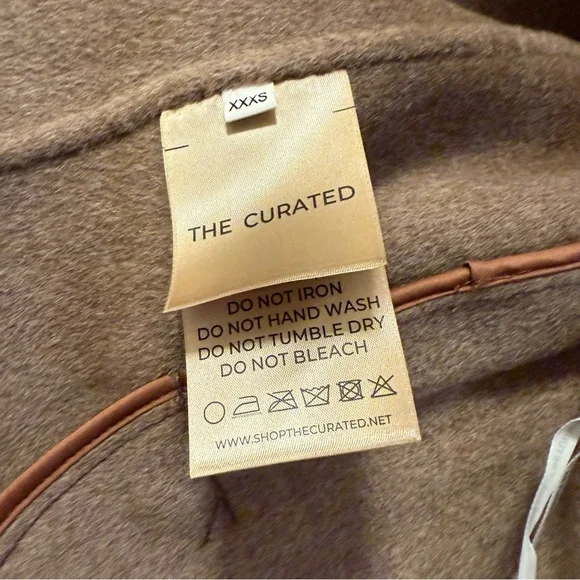 XXXS
THE CURATED
DO NOT IRON
DO NOT HAND WASH
DO NOT TUMBLE DRY
DO NOT BLEACH
WWW.SHOPTHECURATED.NET